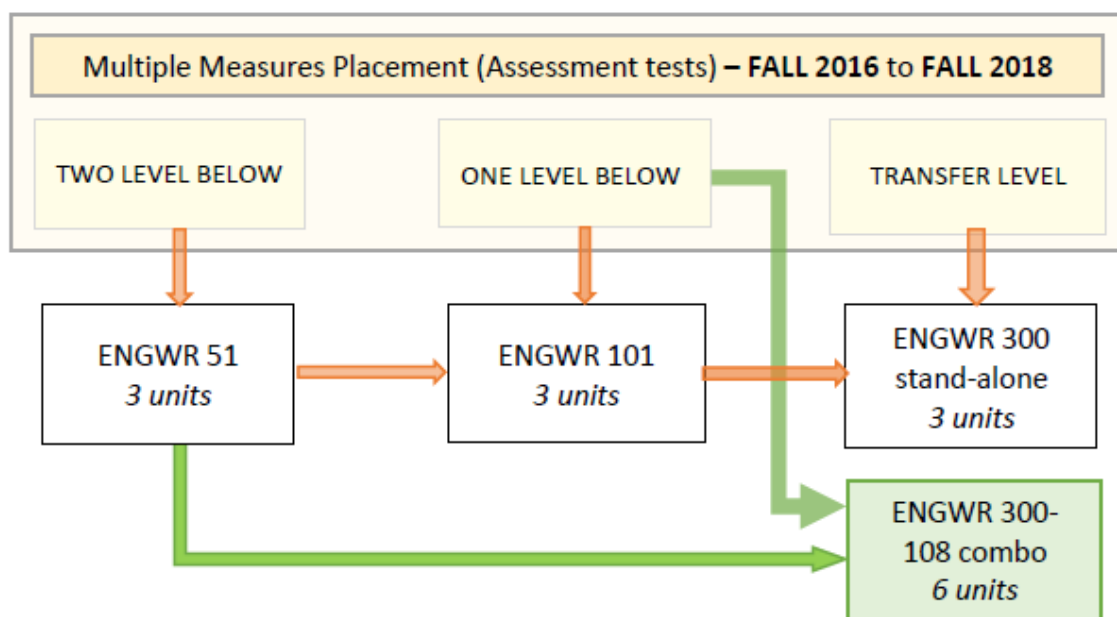 Multiple Measures Placement (Assessment tests) – FALL 2016 to FALL 2018
TWO LEVEL BELOW
ONE LEVEL BELOW
TRANSFER LEVEL
ENGWR 51
3 units
ENGWR 101
3 units
ENGWR 300
stand-alone
3 units
ENGWR 300-
108 combo
6 units